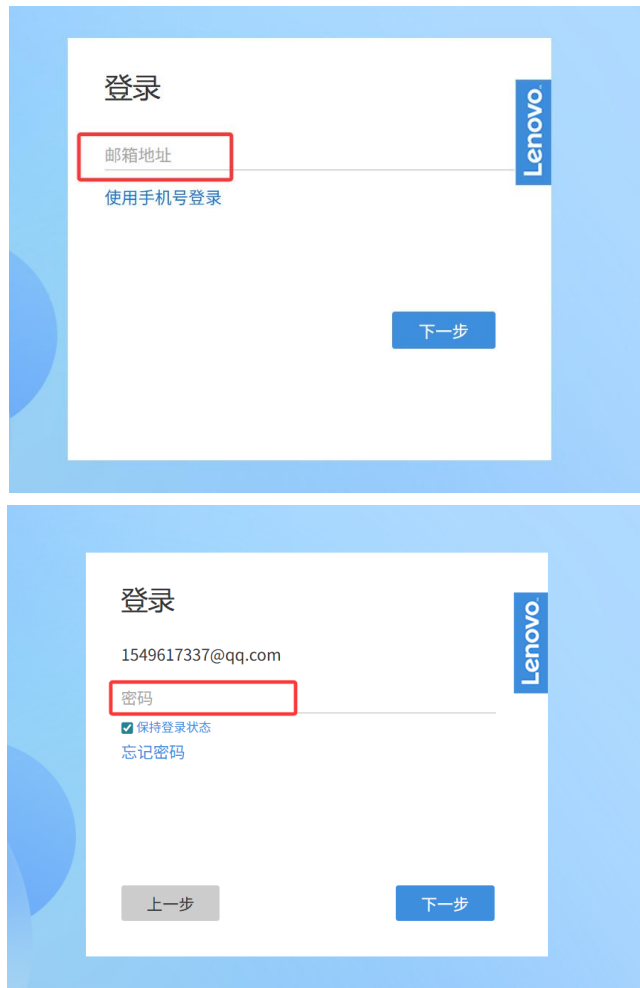 登录
Lenovo.
邮箱地址
使用手机号登录
下一步
登录
Lenovo.
1549617337@qq.com
密码
保持登录状态
忘记密码
上一步
下一步